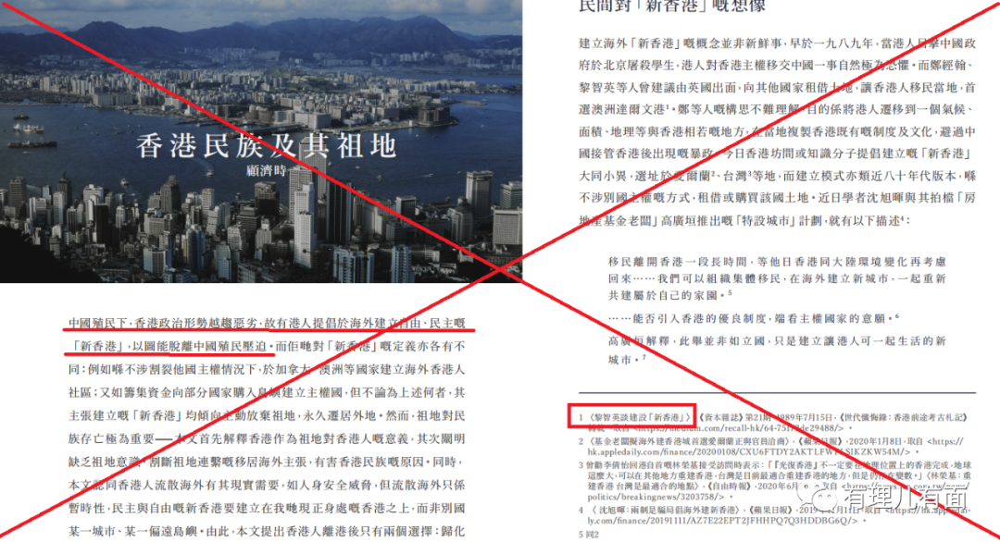 香港民族及其祖地
顧濟時
中國殖民下，香港政治形勢越趨惡劣，故有港人提倡於海外建立自由、民主嘅
「新香港」，以圖能脫離中國殖民壓迫。而佢哋對「新香港」嘅定義亦各有不
同：例如喺不涉割裂他國主權情況下，於加拿大、澳洲等國家建立海外香港人
社區；又如籌集資金向部分國家購入島嶼建立主權國，但不論為上述何者，其
主張建立嘅「新香港」均傾向主動放棄祖地，永久遷居外地。然而，祖地對民
族存亡極為重要——本文首先解釋香港作為祖地對香港人嘅意義，其次闡明
缺乏祖地意識、割斷祖地連繫嘅移居海外主張，有害香港民族嘅原因。同時，
本文認同香港人流散海外有其現實需要，如人身安全威脅，但流散海外只係
暫時性，民主與自由嘅新香港要建立在我哋現正身處嘅香港之上，而非別國
某一城市、某一偏遠島嶼。由此，本文提出香港人離港後只有兩個選擇：歸化
民間對「新香港」嘅想像
建立海外「新香港」嘅概念並非新鮮事，早於一九八九年，當港人目擊中國政
府於北京屠殺學生，港人對香港主權移交中國一事自然極為恐懼。而鄭經翰、
黎智英等人曾建議由英國出面，向其他國家租借土地，讓香港人移民當地，首
選澳洲達爾文港¹。鄭等人嘅構思不難理解，目的係將港人遷移到一個氣候、
面積、地理等與香港相若嘅地方，在當地複製香港既有嘅制度及文化，避過中
國接管香港後出現嘅暴政。今日香港坊間或知識分子提倡建立嘅「新香港」
大同小異，選址於愛爾蘭²、台灣³等地，而建立模式亦類近八十年代版本，喺
不涉別國主權嘅方式，租借或購買該國土地。近日學者沈旭暉與其拍檔「房
地產基金老闆」高廣垣推出嘅「特設城市」計劃，就有以下描述⁴：
移民離開香港一段長時間，等他日香港同大陸環境變化再考慮
回來……我們可以組織集體移民，在海外建立新城市，一起重新
共建屬於自己的家園。⁵
……能否引入香港的優良制度，端看主權國家的意願。⁶
高廣垣解釋，此舉並非如立國，只是建立讓港人可一起生活的新
城市。⁷
1 〈黎智英談建設「新香港」〉，《資本雜誌》第21期，1989年7月15日，《世代懺悔錄：香港前途考古札記》
轉載，取自 <https://medium.com/recall-hk/64-75f78de29488/>。
2 〈基金老闆擬海外建香港城首選愛爾蘭正與官員洽商〉，《蘋果日報》，2020年1月8日，取自 <https://
hk.appledaily.com/finance/20200108/
3 曾勸李倩怡回港自首嘅林榮基接受訪問時表示：「『光復香港』不一定要在地理位置上的香港完成，地球
這麼大，可以在其他地方重建香港，台灣是目前最適合重建香港的地方，但是仍存在變數。」〈林榮基：重
建香港 台灣是最適合的地點〉，《自由時報》，2020年6月
politics/breakingnews/3203758/>。
4 〈沈旭暉：兩制是騙局倡海外建新香港〉，《蘋果日報》，2019年11月11日，取自 <https://hk.appledai-
ly.com/finance/20191111/AZ7E22EPT2JFHHPQ7Q3HDDBG6Q/>。
5 同2
有理儿有面